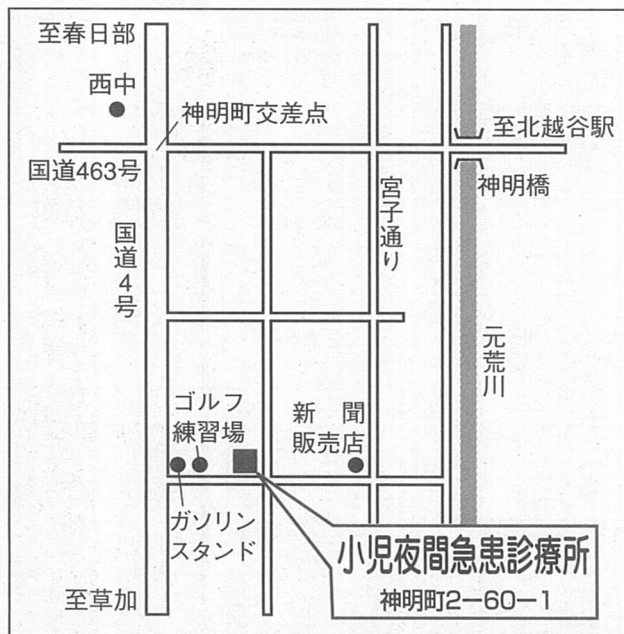 至春日部
西中
神明町交差点
至北越谷駅
国道463号
神明橋
宮子通り
国道4号
元荒川
ゴルフ
練習場
新聞
販売店
ガソリン
スタンド
小児夜間急患診療所
神明町2－60－1
至草加